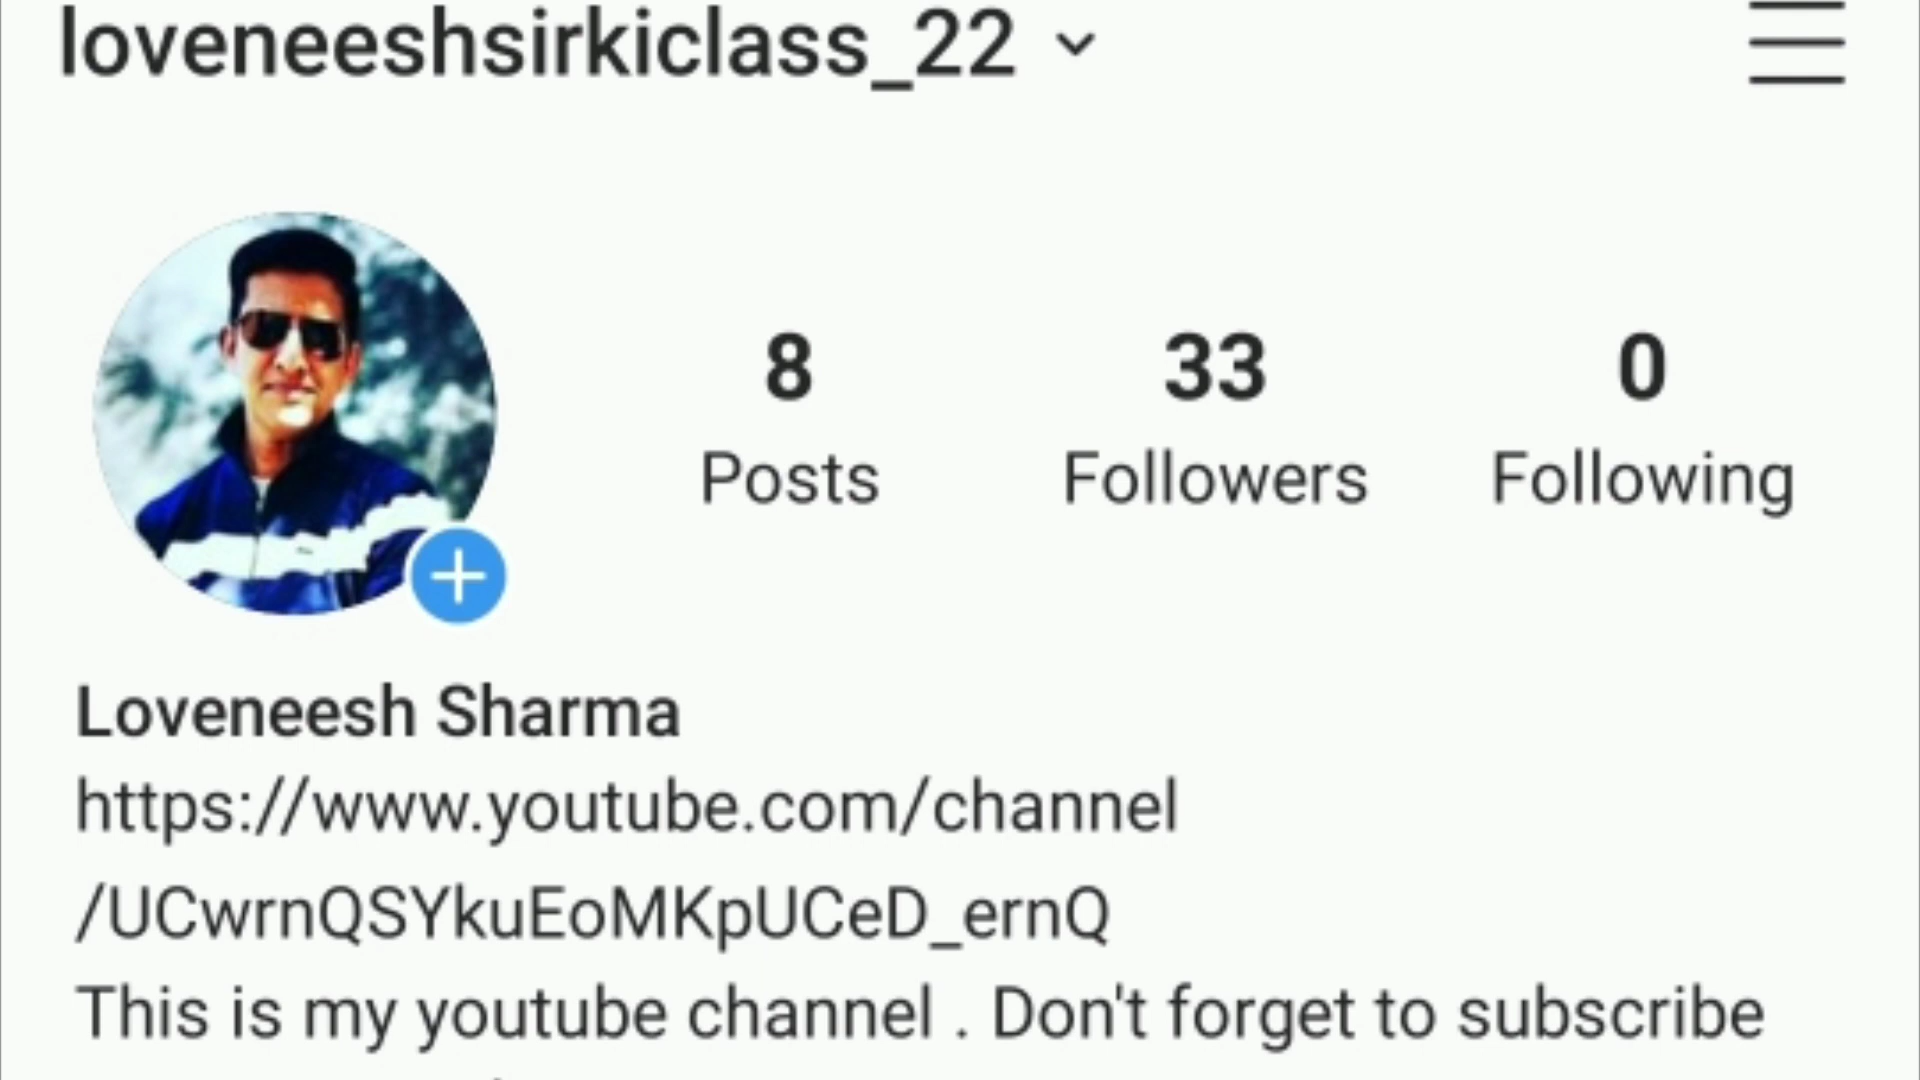 loveneeshsirkiclass_22
8 33 0
Posts Followers Following
Loveneesh Sharma
https://www.youtube.com/channel
/UCwrnQSYkuEoMKpUCeD_ernQ
This is my youtube channel . Don't forget to subscribe